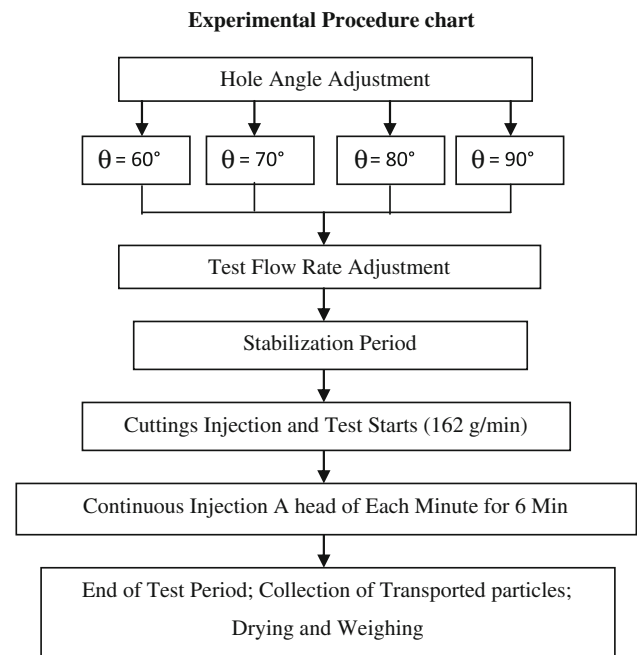 Experimental Procedure chart
Hole Angle Adjustment
θ = 60°
θ = 70°
θ = 80°
θ = 90°
Test Flow Rate Adjustment
Stabilization Period
Cuttings Injection and Test Starts (162 g/min)
Continuous Injection A head of Each Minute for 6 Min
End of Test Period; Collection of Transported particles;
Drying and Weighing